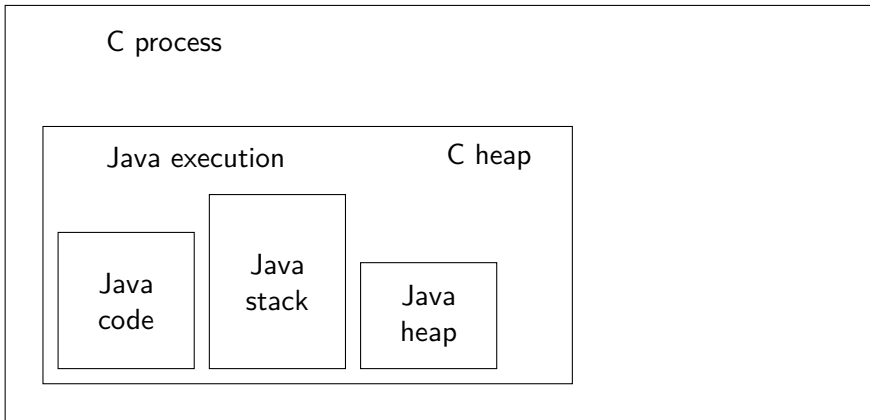 C process
Java execution
C heap
Java
code
Java
stack
Java
heap